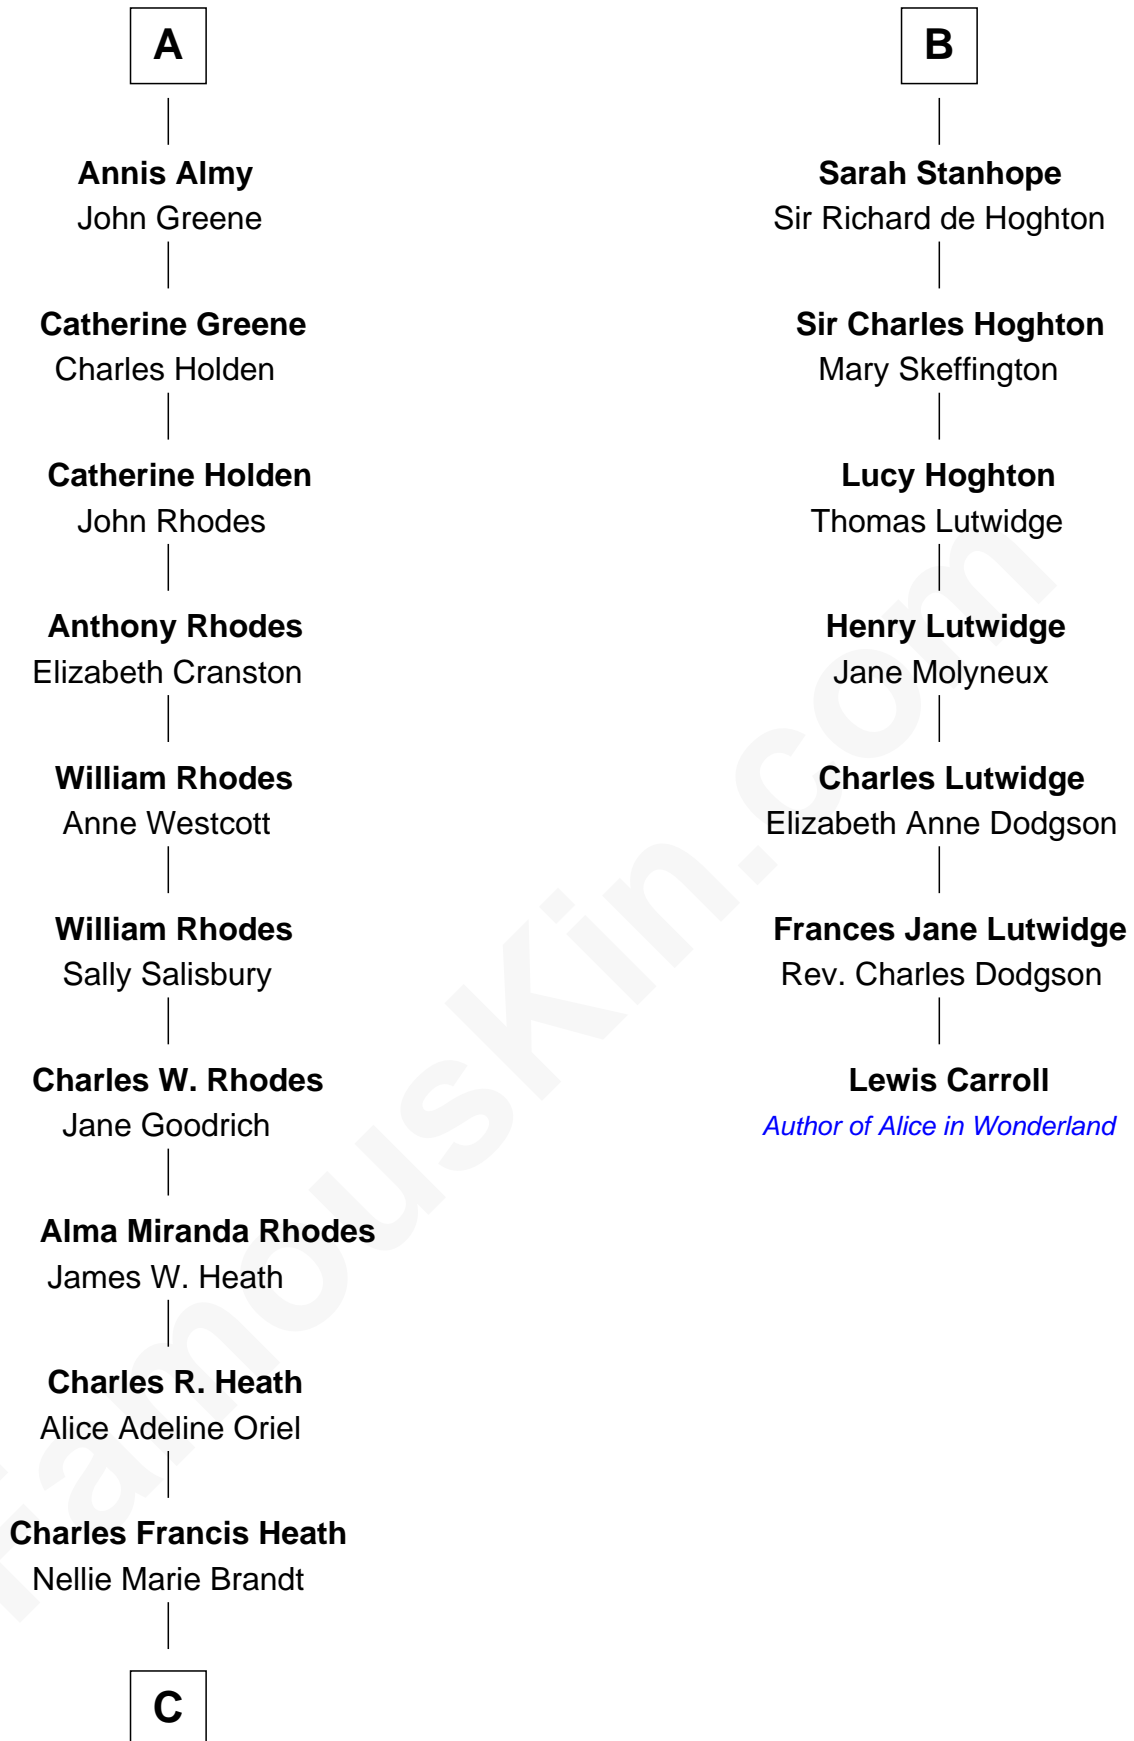 A
Annis Almy
John Greene
Catherine Greene
Charles Holden
Catherine Holden
John Rhodes
Anthony Rhodes
Elizabeth Cranston
William Rhodes
Anne Westcott
William Rhodes
Sally Salisbury
Charles W. Rhodes
Jane Goodrich
Alma Miranda Rhodes
James W. Heath
Charles R. Heath
Alice Adeline Oriel
Charles Francis Heath
Nellie Marie Brandt
C
B
Sarah Stanhope
Sir Richard de Hoghton
Sir Charles Hoghton
Mary Skeffington
Lucy Hoghton
Thomas Lutwidge
Henry Lutwidge
Jane Molyneux
Charles Lutwidge
Elizabeth Anne Dodgson
Frances Jane Lutwidge
Rev. Charles Dodgson
Lewis Carroll
Author of Alice in Wonderland
FamousKin.com